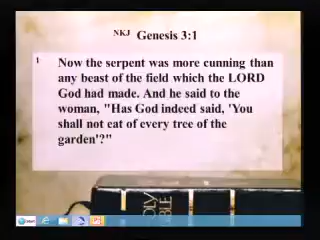 NKJ Genesis 3:1
1 Now the serpent was more cunning than
any beast of the field which the LORD
God had made. And he said to the
woman, "Has God indeed said, 'You
shall not eat of every tree of the
garden'?"
HOLY
BIBLE